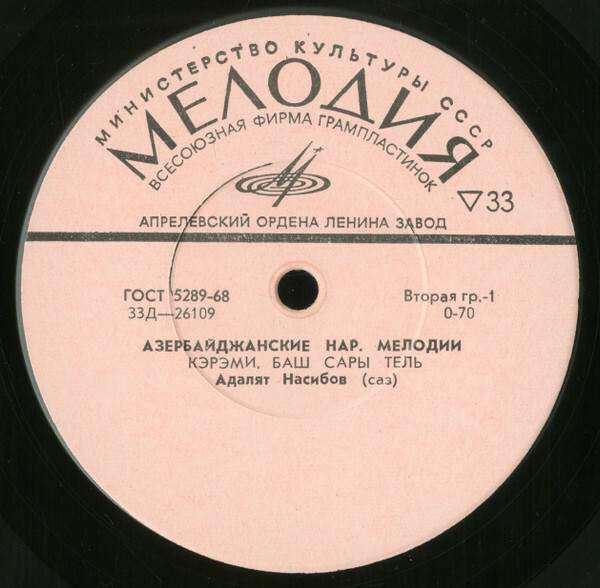 МИНИСТЕРСТВО КУЛЬТУРЫ СССР
МЕЛОДИЯ
ВСЕСОЮЗНАЯ ФИРМА ГРАМПЛАСТИНОК
▽33
АПРЕЛЕВСКИЙ ОРДЕНА ЛЕНИНА ЗАВОД
ГОСТ 5289-68
Вторая гр.-1
33Д—26109
0-70
АЗЕРБАЙДЖАНСКИЕ НАР. МЕЛОДИИ
КЭРЭМИ, БАШ САРЫ ТЕЛЬ
Адалят Насибов (саз)